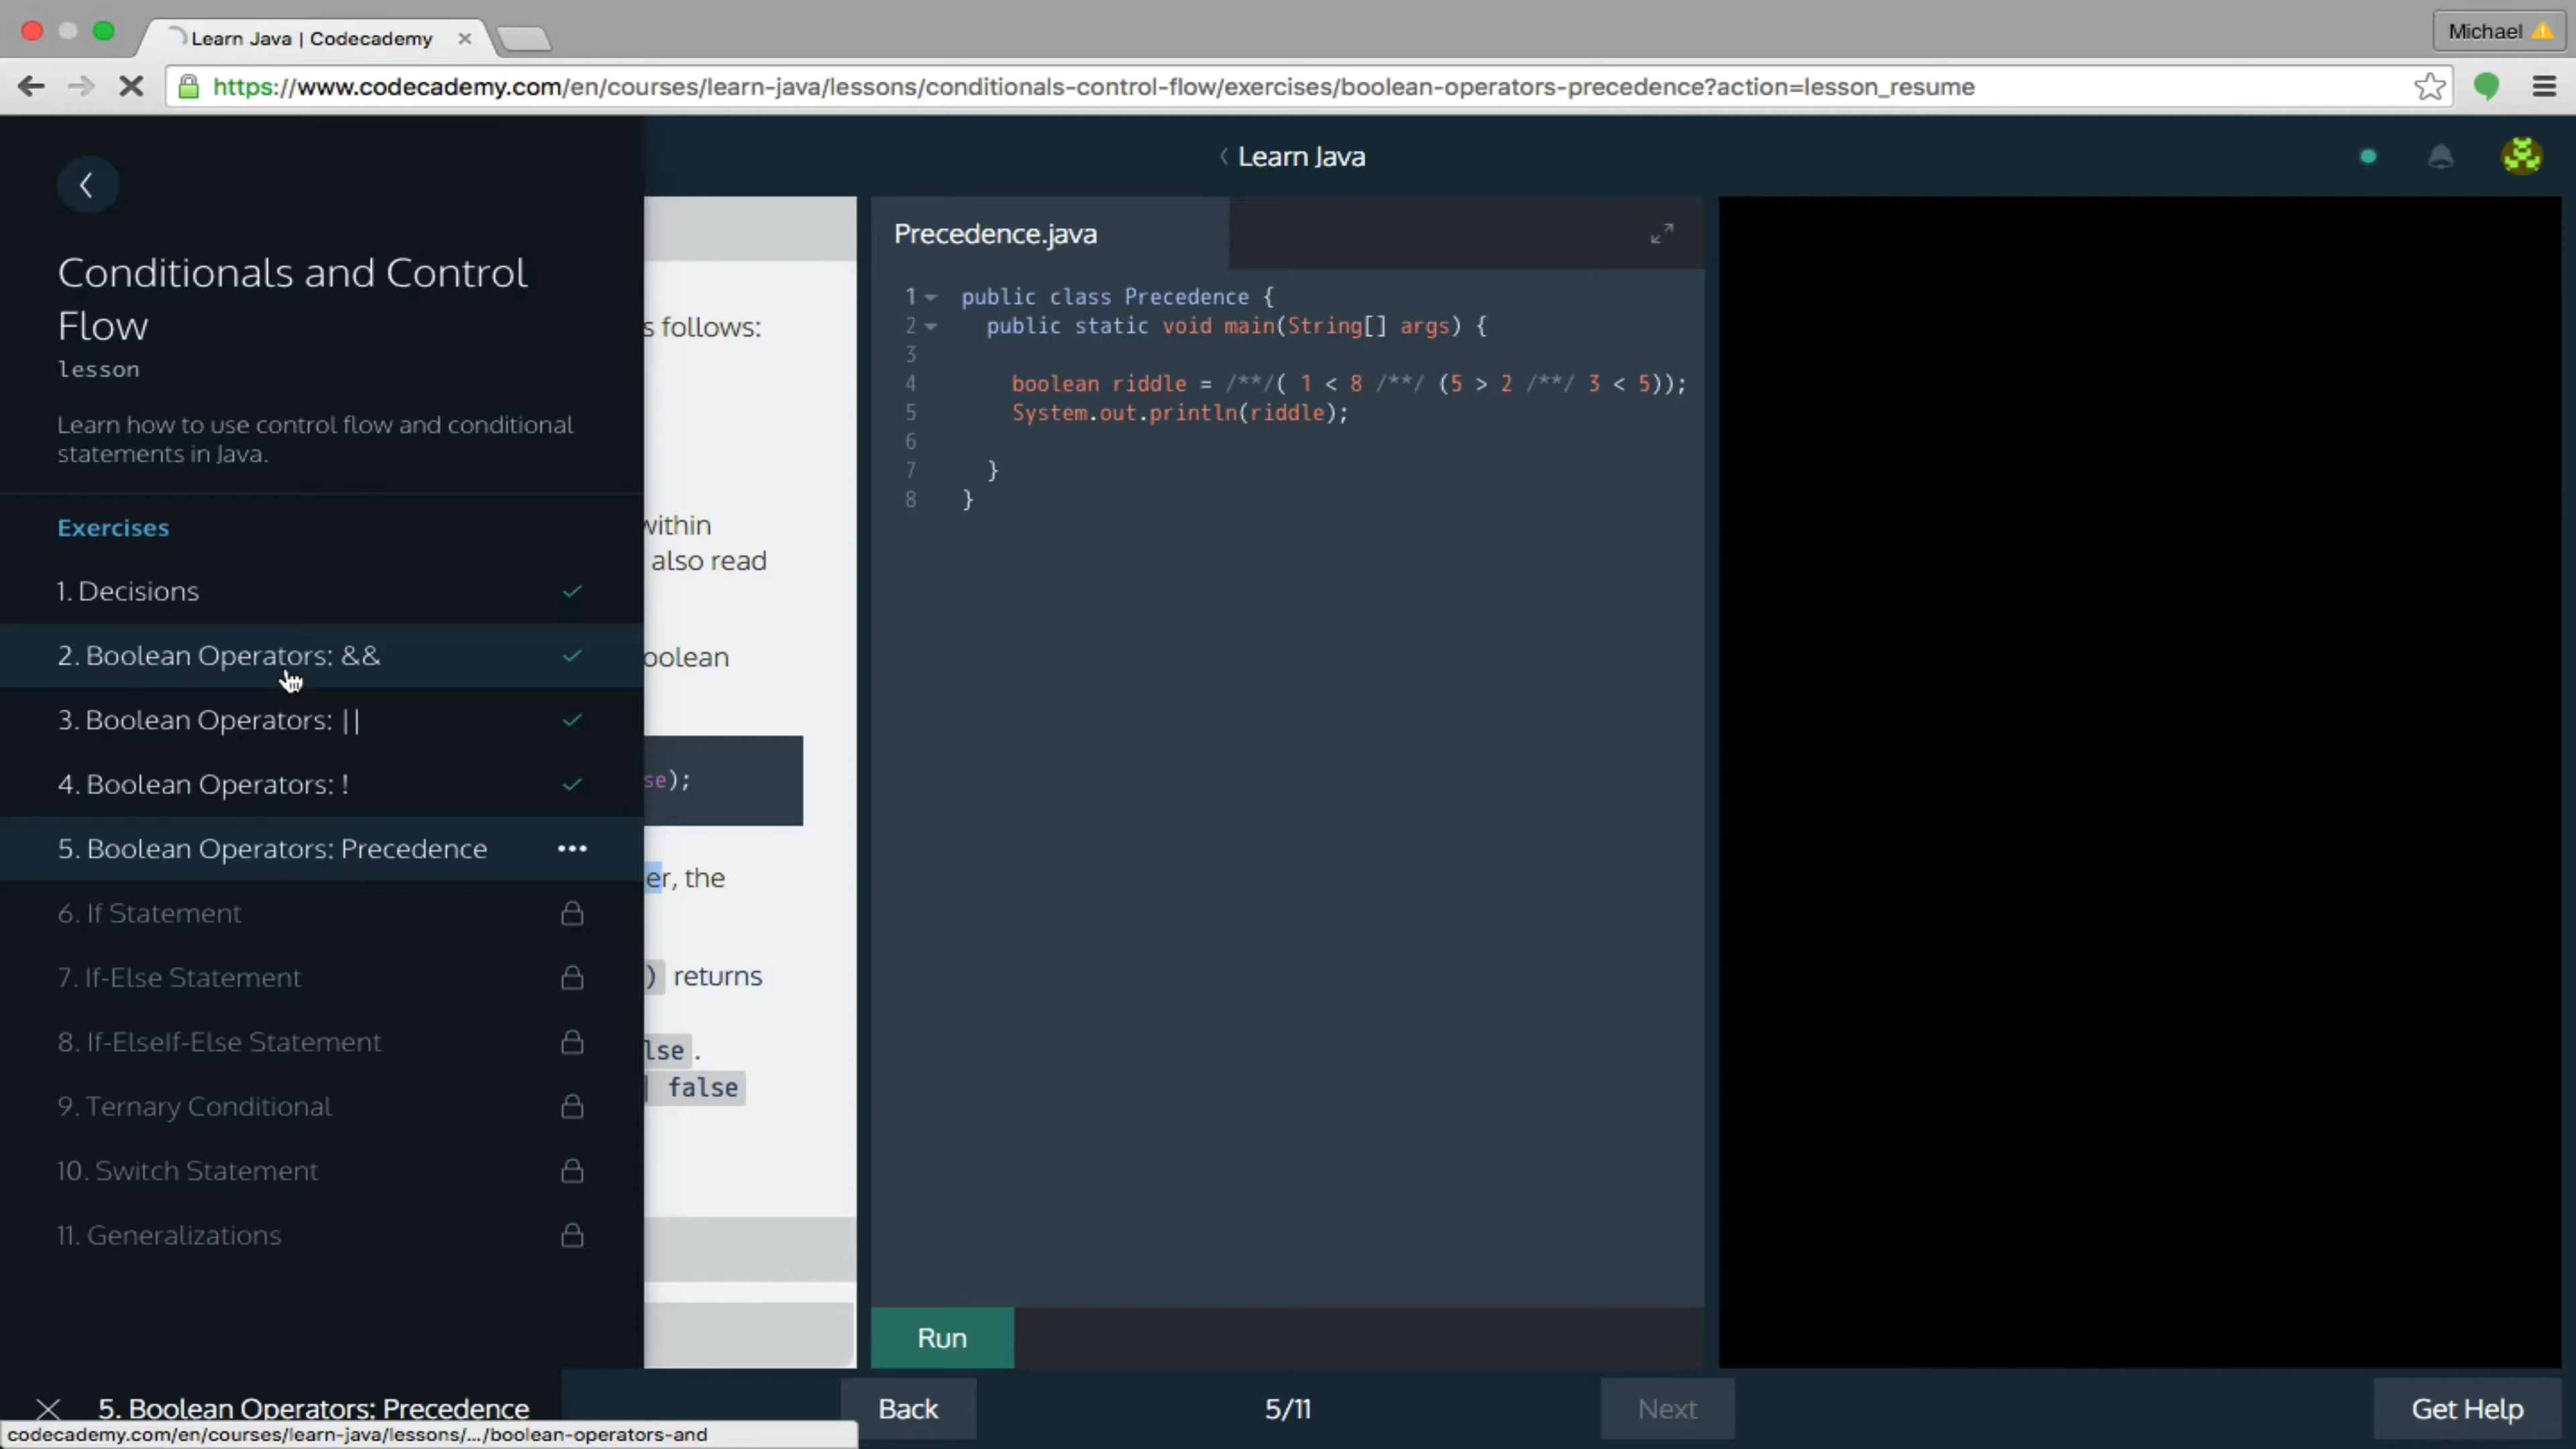 Learn Java | Codecademy
Michael
https://www.codecademy.com/en/courses/learn-java/lessons/conditionals-control-flow/exercises/boolean-operators-precedence?action=lesson_resume
Learn Java
Conditionals and Control
Flow
lesson
Learn how to use control flow and conditional
statements in Java.
Exercises
1. Decisions
2. Boolean Operators: &&
3. Boolean Operators: ||
4. Boolean Operators: !
5. Boolean Operators: Precedence
6. If Statement
7. If-Else Statement
8. If-ElseIf-Else Statement
9. Ternary Conditional
10. Switch Statement
11. Generalizations
5. Boolean Operators: Precedence
codecademy.com/en/courses/learn-java/lessons/.../boolean-operators-and
s follows:
within
also read
oolean
se);
er, the
) returns
lse .
| false
Precedence.java
1 public class Precedence {
2 public static void main(String[] args) {
3
4 boolean riddle = /**/( 1 < 8 /**/ (5 > 2 /**/ 3 < 5));
5 System.out.println(riddle);
6
7 }
8 }
Run
Back
5/11
Next
Get Help